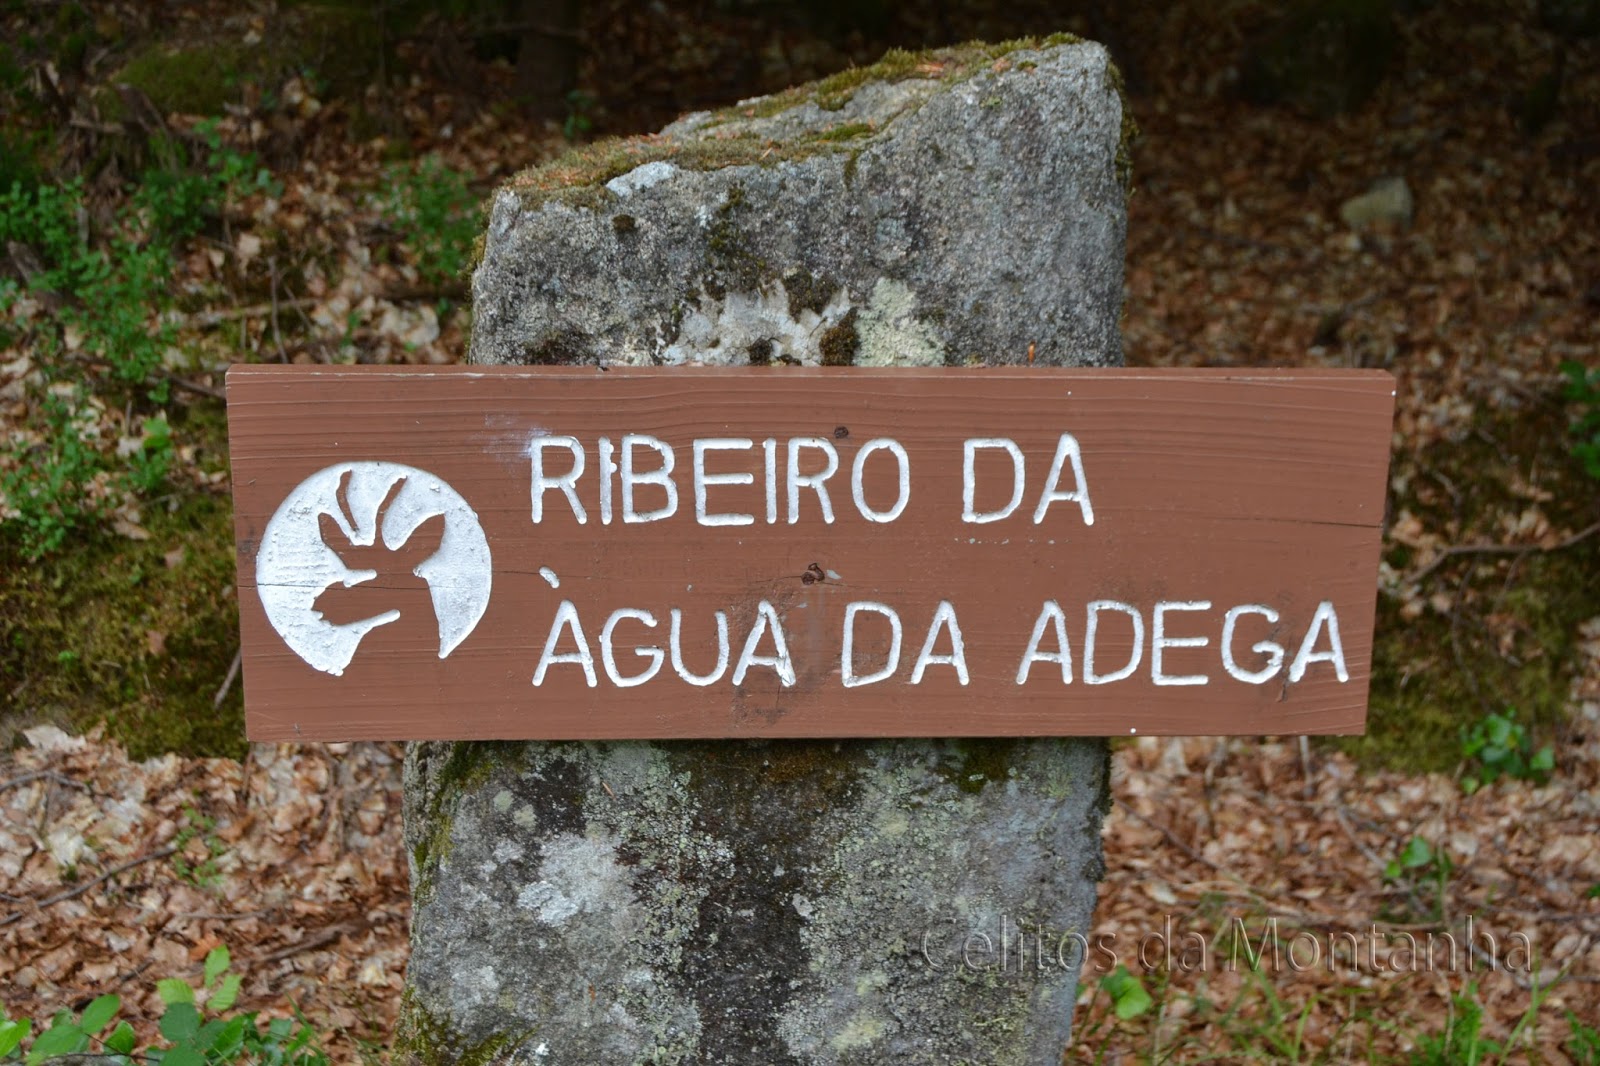 RIBEIRO DA
ÀGUA DA ADEGA
Celitos da Montanha